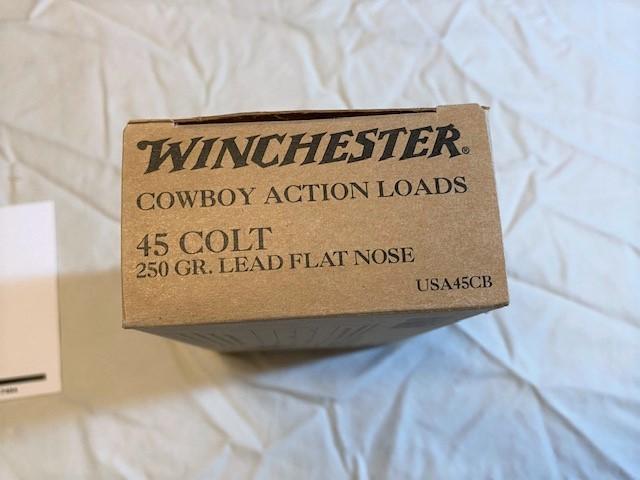 WINCHESTER®
COWBOY ACTION LOADS
45 COLT
250 GR. LEAD FLAT NOSE
USA45CB